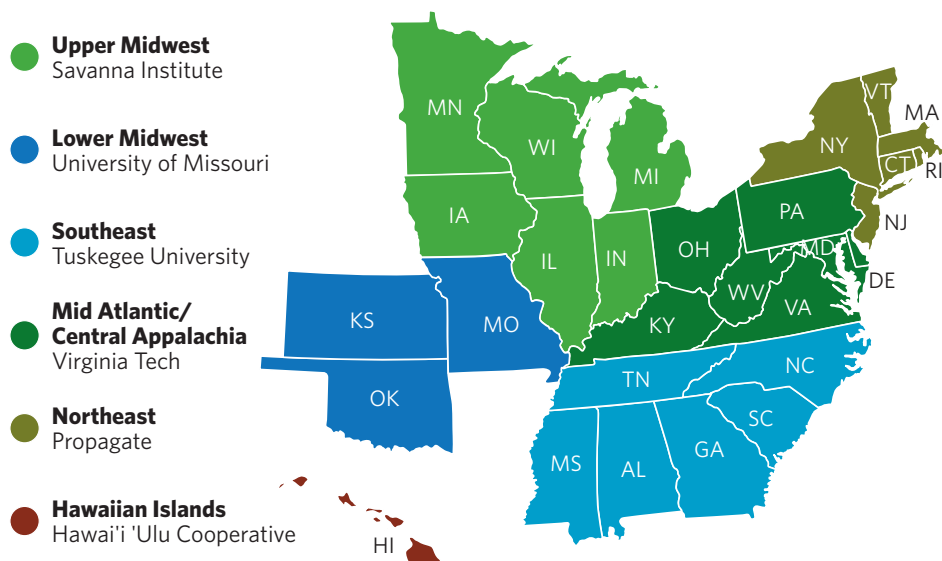 Upper Midwest
Savanna Institute
Lower Midwest
University of Missouri
Southeast
Tuskegee University
Mid Atlantic/
Central Appalachia
Virginia Tech
Northeast
Propagate
Hawaiian Islands
Hawai'i 'Ulu Cooperative
MN
WI
MI
IA
IL
IN
KS
MO
OK
OH
PA
WV
MD
DE
KY
VA
NY
VT
MA
CT
RI
NJ
TN
NC
SC
MS
AL
GA
HI